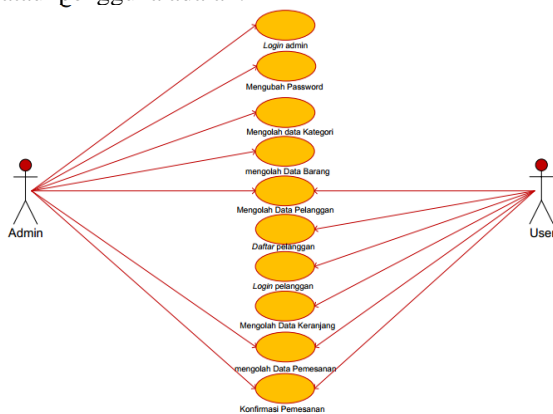 Login admin
Mengubah Password
Mengolah data Kategori
mengolah Data Barang
Mengolah Data Pelanggan
Admin
User
Daftar pelanggan
Login pelanggan
Mengolah Data Keranjang
mengolah Data Pemesanan
Konfirmasi Pemesanan